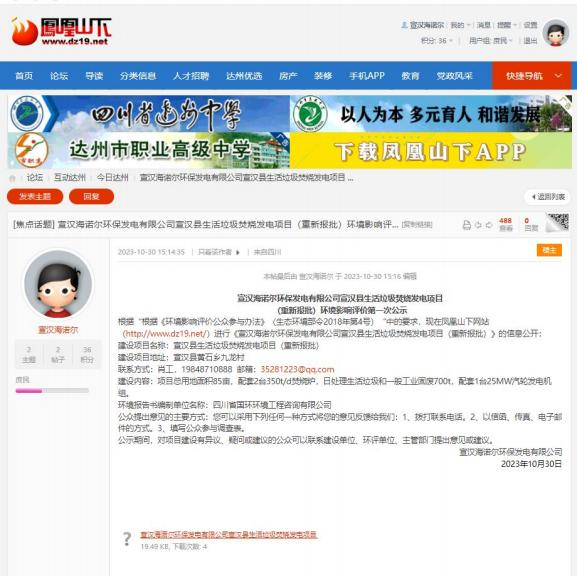 鳳凰山下
www.dz19.net
宣汉海诺尔 | 我的 | 消息 | 提醒 | 设置
积分: 36 | 用户组: 庶民 | 退出
首页 论坛 导读 分类信息 人才招聘 达州优选 房产 装修 手机APP 教育 党政风采 快捷导航
四川省达州中学 以人为本 多元育人 和谐发展
达州市职业高级中学 下载凤凰山下APP
论坛 › 互动达州 › 今日达州 › 宣汉海诺尔环保发电有限公司宣汉县生活垃圾焚烧发电项目 ...
发表主题 回复 返回列表
[焦点话题] 宣汉海诺尔环保发电有限公司宣汉县生活垃圾焚烧发电项目（重新报批）环境影响评... [复制链接]
488 查看 0 回复
宣汉海诺尔
2 主题 2 帖子 36 积分
庶民
2023-10-30 15:14:35 | 只看该作者 | 来自四川 楼主
本帖最后由 宣汉海诺尔 于 2023-10-30 15:16 编辑
宣汉海诺尔环保发电有限公司宣汉县生活垃圾焚烧发电项目
（重新报批）环境影响评价第一次公示
根据“根据《环境影响评价公众参与办法》（生态环境部令2018年第4号）“中的要求，现在凤凰山下网站
（http://www.dz19.net/）进行《宣汉海诺尔环保发电有限公司宣汉县生活垃圾焚烧发电项目（重新报批）》的信息公开：
建设项目名称：宣汉县生活垃圾焚烧发电项目（重新报批）
建设项目地址：宣汉县黄石乡九龙村
联系方式：肖工，19848710888 邮箱：35281223@qq.com
建设内容：项目总用地面积85亩，配套2台350t/d焚烧炉，日处理生活垃圾和一般工业固废700t，配套1台25MW汽轮发电机
组。
环境报告书编制单位名称：四川省国环环境工程咨询有限公司
公众提出意见的主要方式：您可以采用下列任何一种方式将您的意见反馈给我们：1、拨打联系电话。2、以信函、传真、电子邮
件的方式。3、填写公众参与调查表。
公示期间，对项目建设有异议、疑问或建议的公众可以联系建设单位、环评单位、主管部门提出意见或建议。
宣汉海诺尔环保发电有限公司
2023年10月30日
宣汉海诺尔环保发电有限公司宣汉县生活垃圾焚烧发电项目
19.49 KB, 下载次数: 4